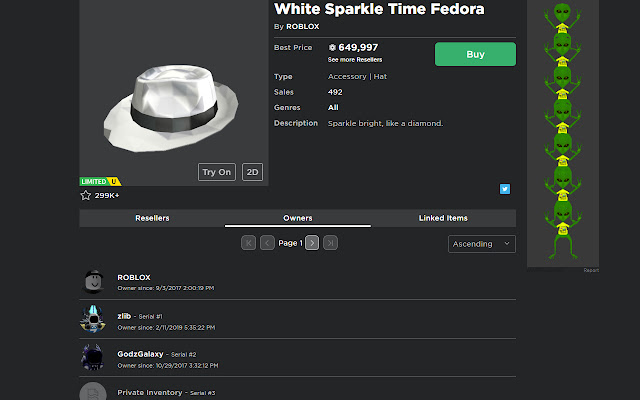 White Sparkle Time Fedora
By ROBLOX
Best Price
649,997
Buy
See more Resellers
Type
Accessory | Hat
Sales
492
Genres
All
Description
Sparkle bright, like a diamond.
Try On
2D
LIMITED U
299K+
Resellers
Owners
Linked Items
Page 1
Ascending
Report
ROBLOX
Owner since: 9/3/2017 2:00:19 PM
zlib - Serial #1
Owner since: 2/11/2019 5:35:22 PM
GodzGalaxy - Serial #2
Owner since: 10/29/2017 3:32:12 PM
Private Inventory - Serial #3